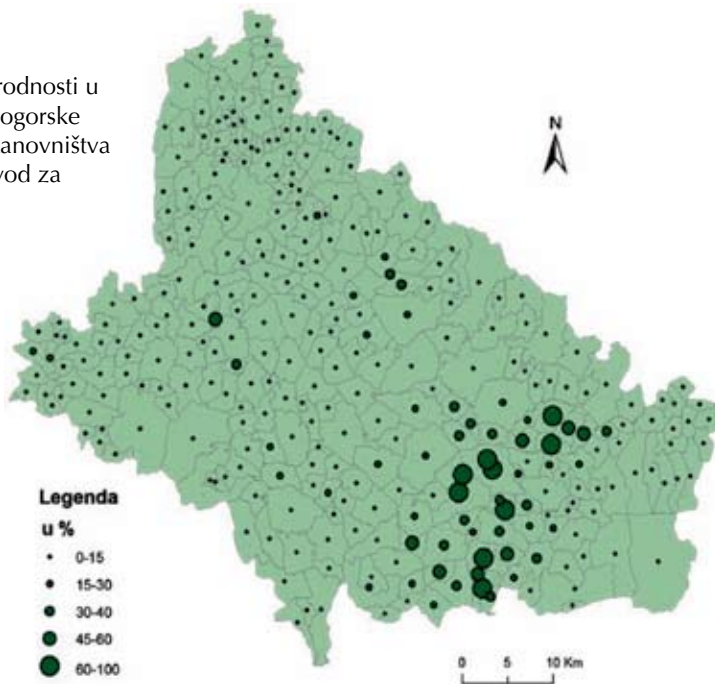 rodnosti u
ogorske
anovništva
vod za
N
Legenda
u %
0-15
15-30
30-40
45-60
60-100
0 5 10 Km